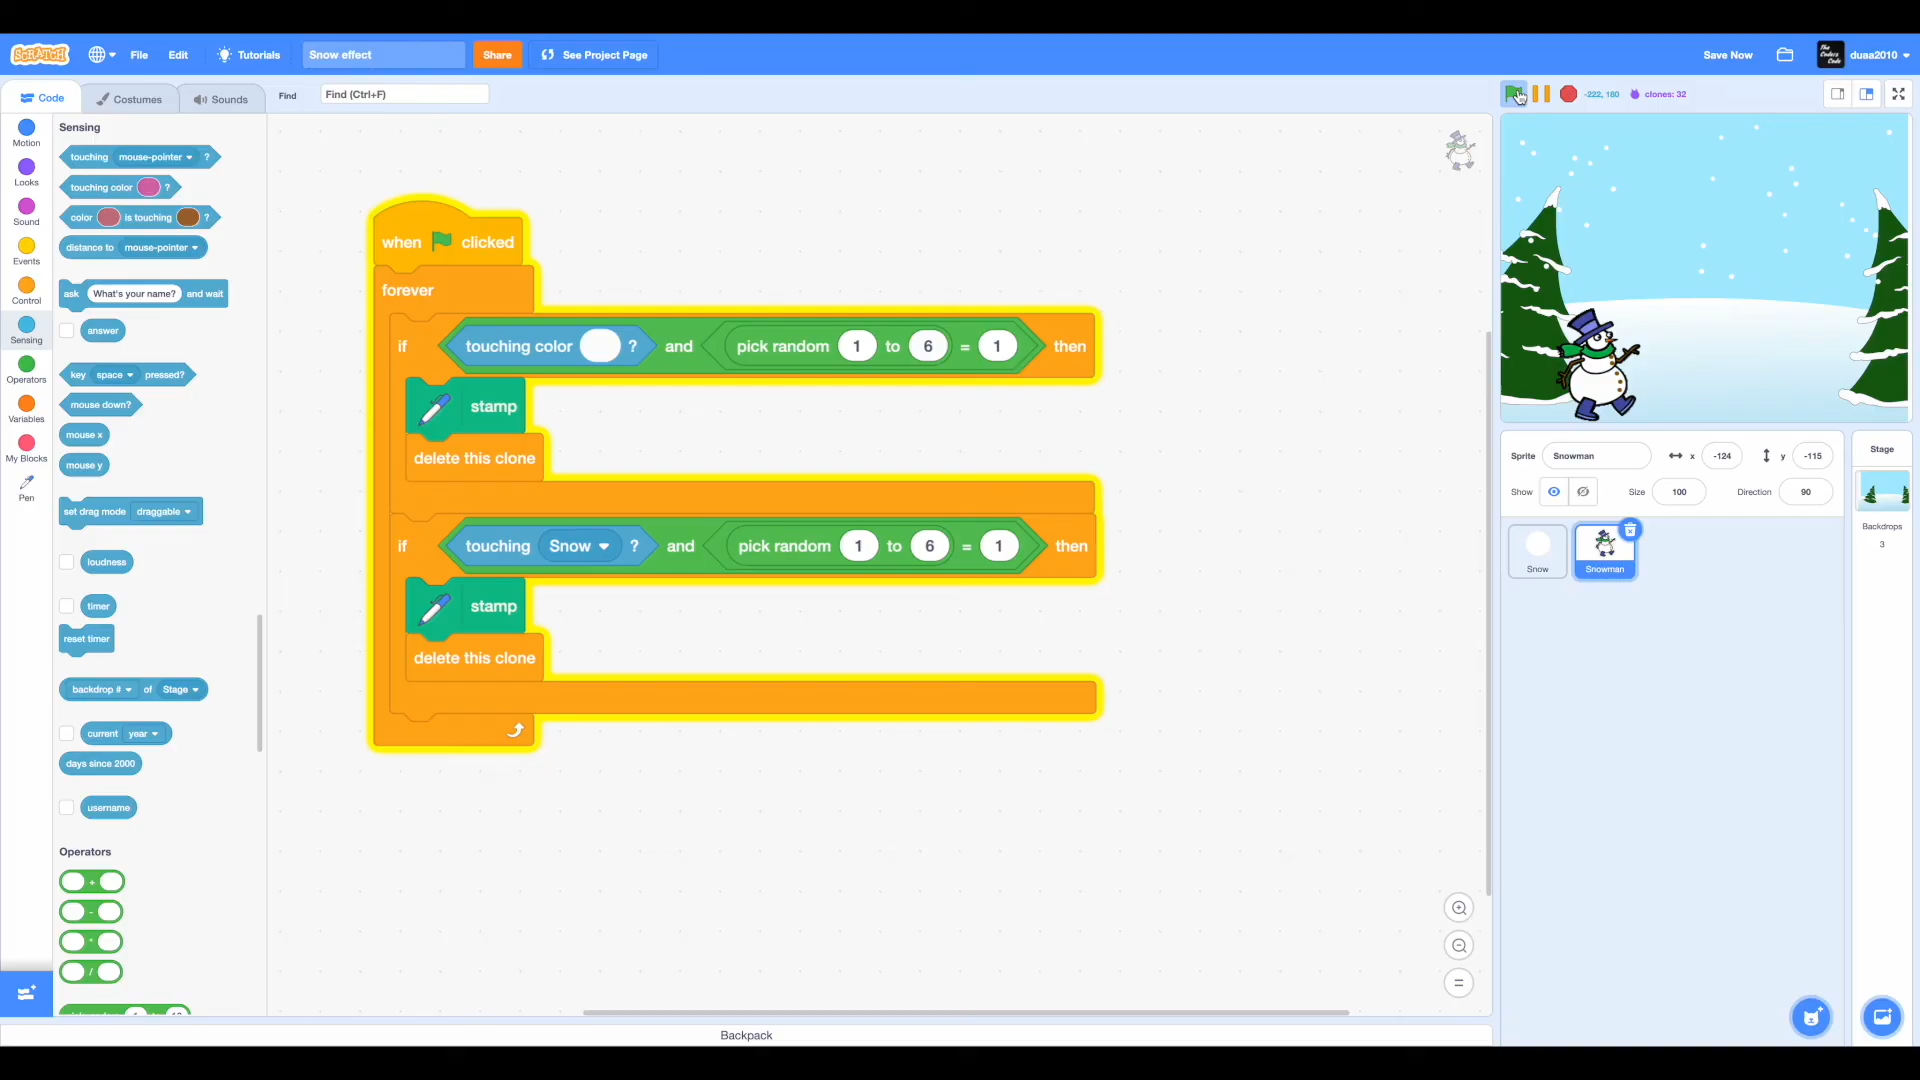 SCRATCH File Edit Tutorials Snow effect Share See Project Page Save Now The Coders Code duaa2010
Code Costumes Sounds Find Find (Ctrl+F) -222, 180 clones: 32
Motion
Looks
Sound
Events
Control
Sensing
Operators
Variables
My Blocks
Pen
Sensing
touching mouse-pointer ?
touching color ?
color is touching ?
distance to mouse-pointer
ask What's your name? and wait
answer
key space pressed?
mouse down?
mouse x
mouse y
set drag mode draggable
loudness
timer
reset timer
backdrop # of Stage
current year
days since 2000
username
Operators
+
-
*
/
when clicked
forever
if touching color ? and pick random 1 to 6 = 1 then
stamp
delete this clone
if touching Snow ? and pick random 1 to 6 = 1 then
stamp
delete this clone
Sprite Snowman x -124 y -115
Show Size 100 Direction 90
Snow
Snowman
Stage
Backdrops
3
Backpack